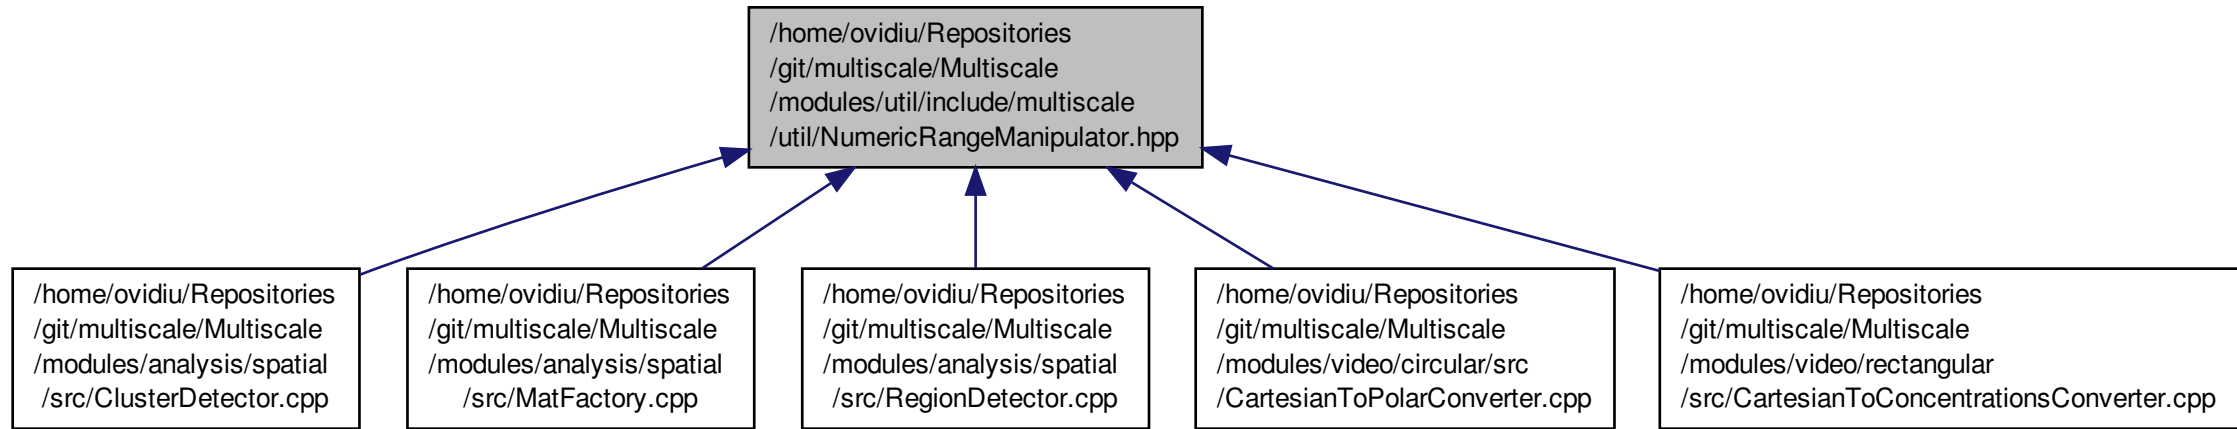 /home/ovidiu/Repositories
/git/multiscale/Multiscale
/modules/util/include/multiscale
/util/NumericRangeManipulator.hpp
/home/ovidiu/Repositories
/git/multiscale/Multiscale
/modules/analysis/spatial
/src/ClusterDetector.cpp
/home/ovidiu/Repositories
/git/multiscale/Multiscale
/modules/analysis/spatial
/src/MatFactory.cpp
/home/ovidiu/Repositories
/git/multiscale/Multiscale
/modules/analysis/spatial
/src/RegionDetector.cpp
/home/ovidiu/Repositories
/git/multiscale/Multiscale
/modules/video/circular/src
/CartesianToPolarConverter.cpp
/home/ovidiu/Repositories
/git/multiscale/Multiscale
/modules/video/rectangular
/src/CartesianToConcentrationsConverter.cpp